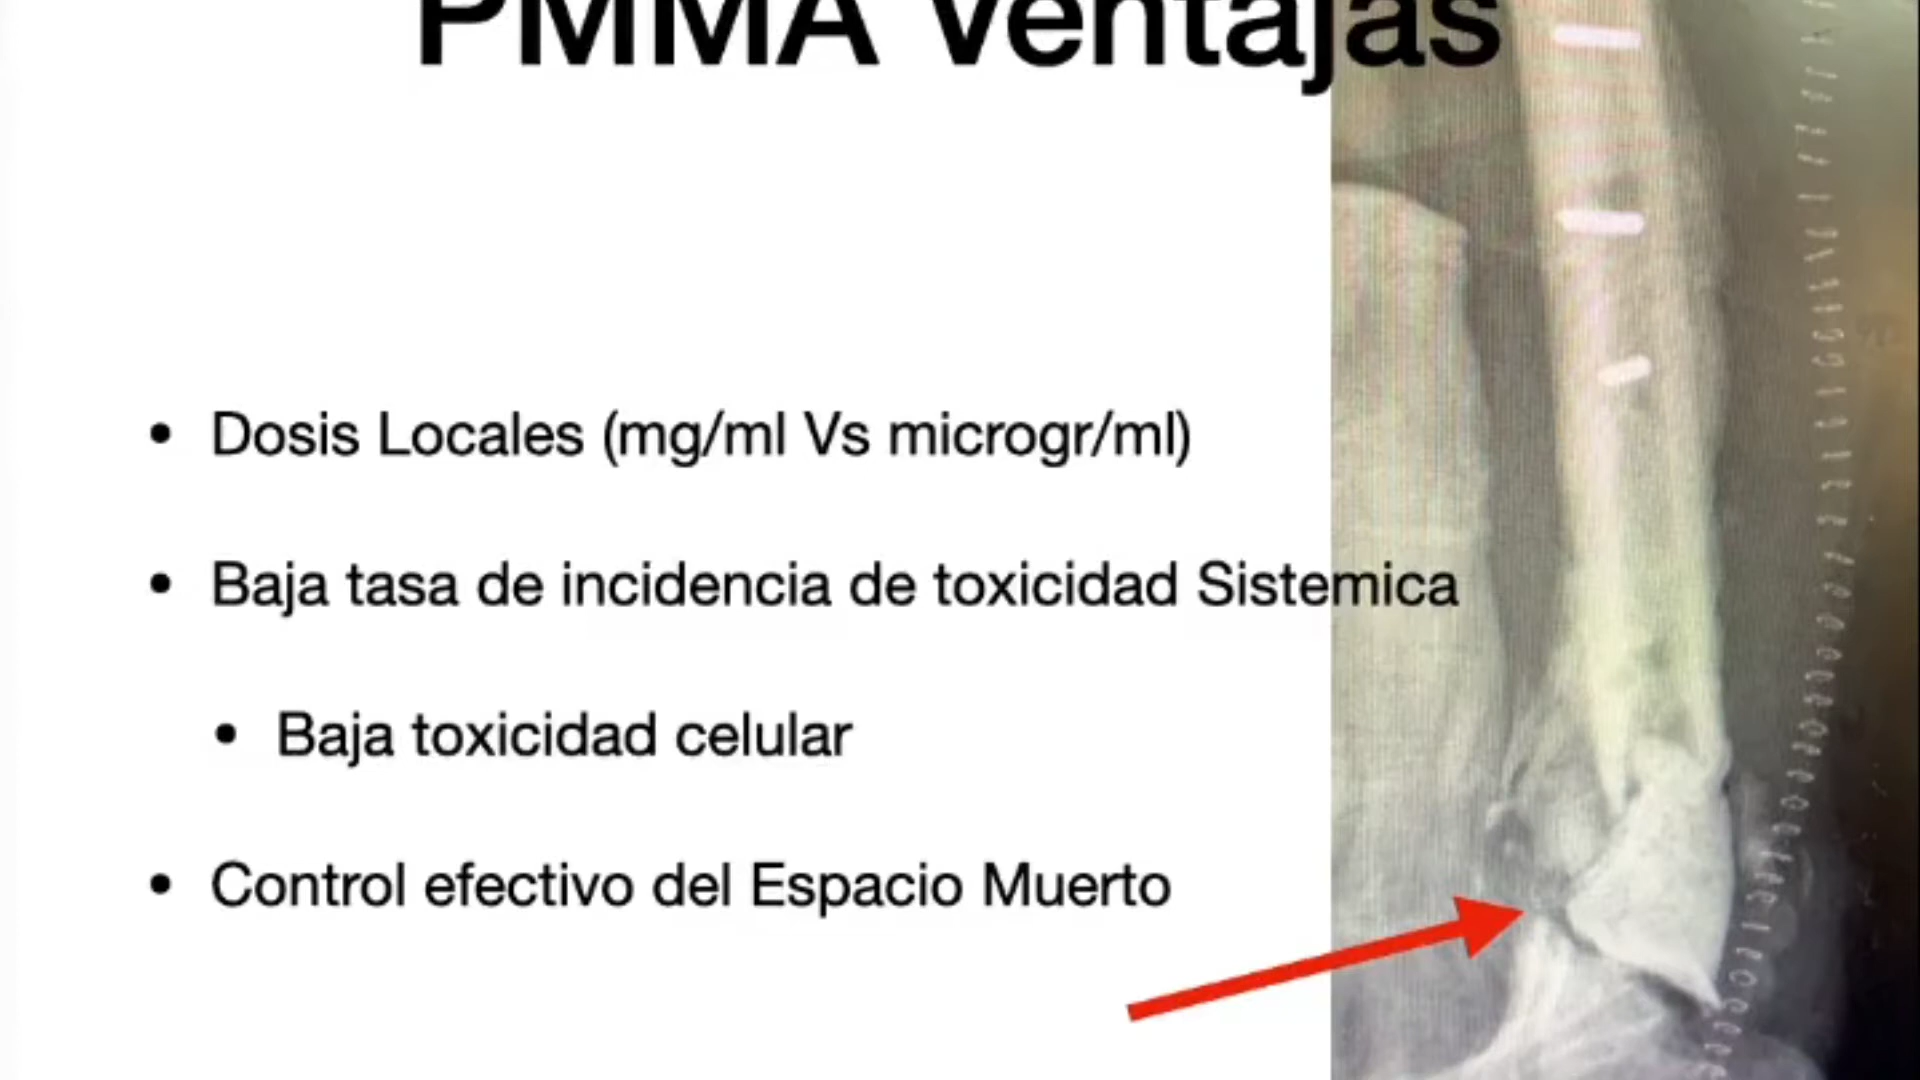 PMMA Ventajas
• Dosis Locales (mg/ml Vs microgr/ml)
• Baja tasa de incidencia de toxicidad Sistemica
• Baja toxicidad celular
• Control efectivo del Espacio Muerto